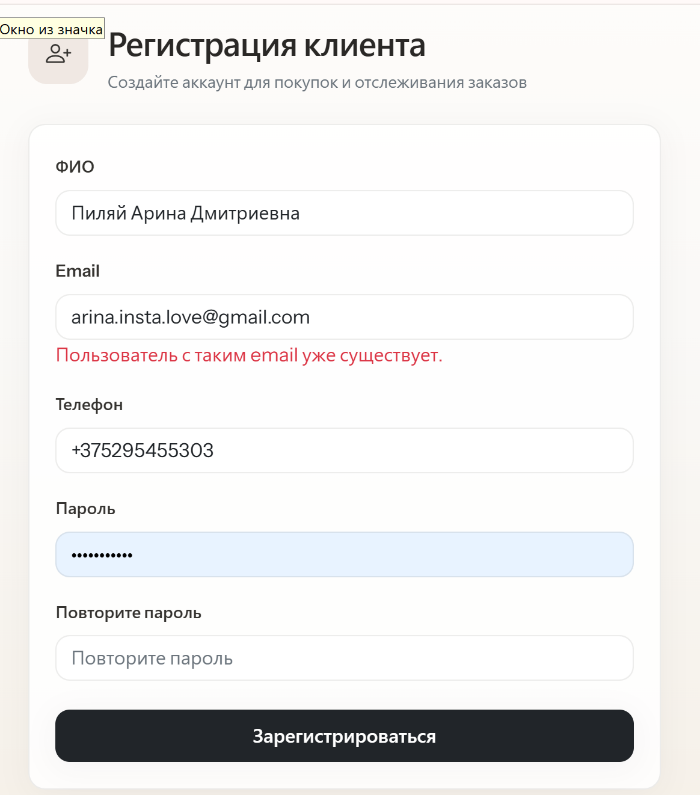 Окно из значка
Регистрация клиента
Создайте аккаунт для покупок и отслеживания заказов
ФИО
Пиляй Арина Дмитриевна
Email
arina.insta.love@gmail.com
Пользователь с таким email уже существует.
Телефон
+375295455303
Пароль
•••••••••••
Повторите пароль
Повторите пароль
Зарегистрироваться